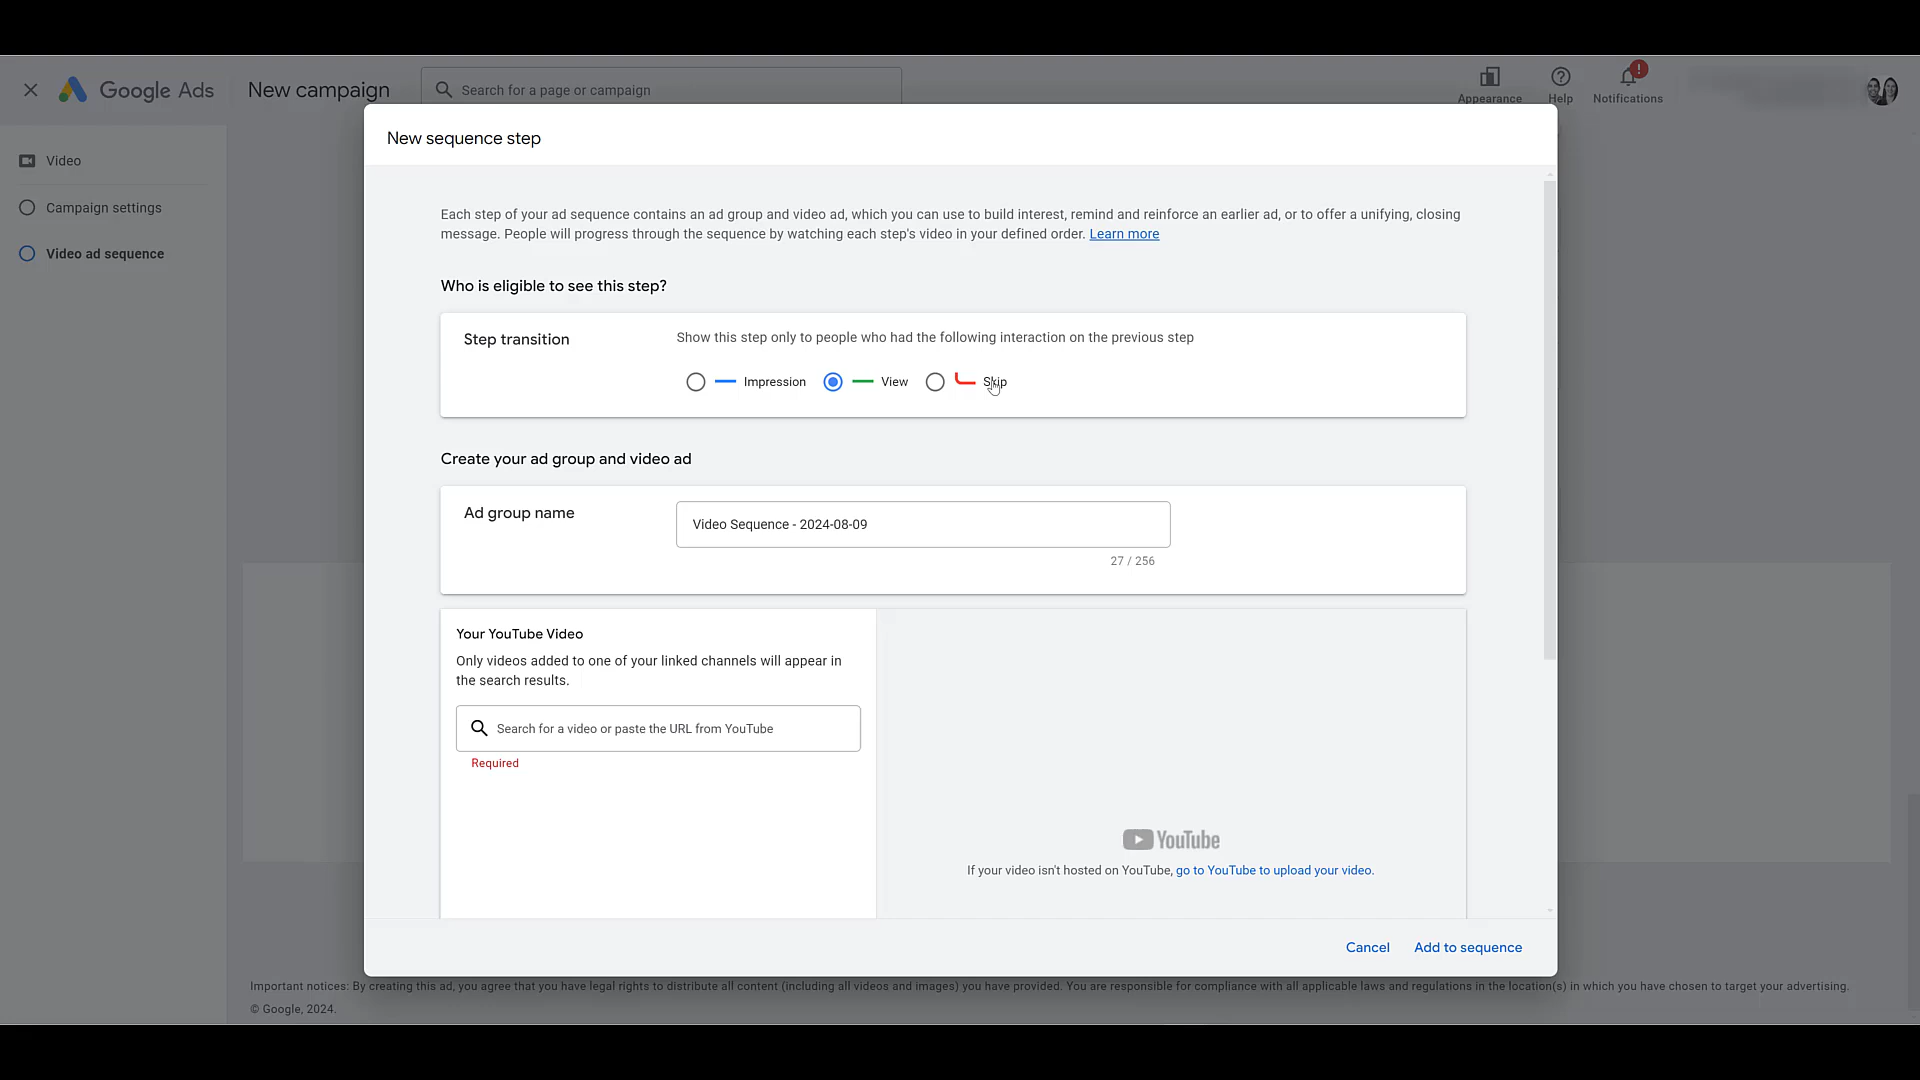 Google Ads
New campaign
Search for a page or campaign
Appearance
Help
!
Notifications
Video
Campaign settings
Video ad sequence
New sequence step
Each step of your ad sequence contains an ad group and video ad, which you can use to build interest, remind and reinforce an earlier ad, or to offer a unifying, closing
message. People will progress through the sequence by watching each step's video in your defined order. Learn more
Who is eligible to see this step?
Step transition
Show this step only to people who had the following interaction on the previous step
Impression
View
Skip
Create your ad group and video ad
Ad group name
Video Sequence - 2024-08-09
27 / 256
Your YouTube Video
Only videos added to one of your linked channels will appear in
the search results.
Search for a video or paste the URL from YouTube
Required
YouTube
If your video isn't hosted on YouTube, go to YouTube to upload your video.
Cancel
Add to sequence
Important notices: By creating this ad, you agree that you have legal rights to distribute all content (including all videos and images) you have provided. You are responsible for compliance with all applicable laws and regulations in the location(s) in which you have chosen to target your advertising.
© Google, 2024.